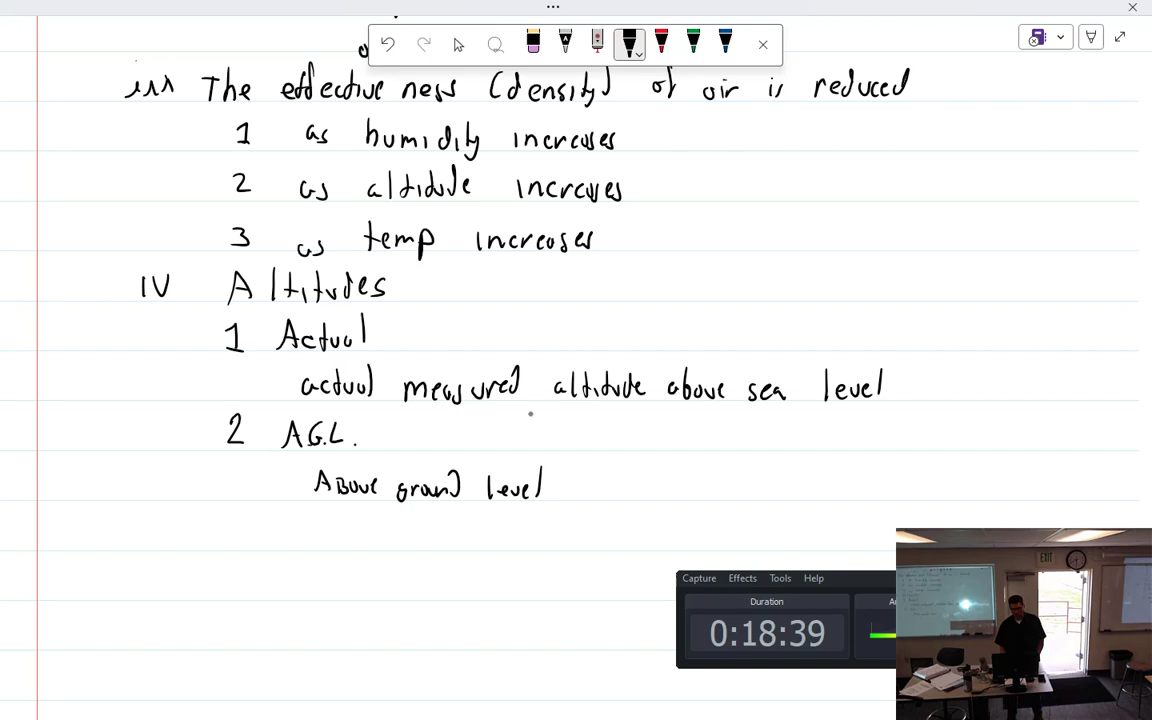 iii The effectiveness (density) of air is reduced
1 as humidity increases
2 as altitude increases
3 as temp increases
IV Altitudes
1 Actual
actual measured altitude above sea level
2 A.G.L.
Above ground level
Capture Effects Tools Help
Duration
0:18:39
EXIT